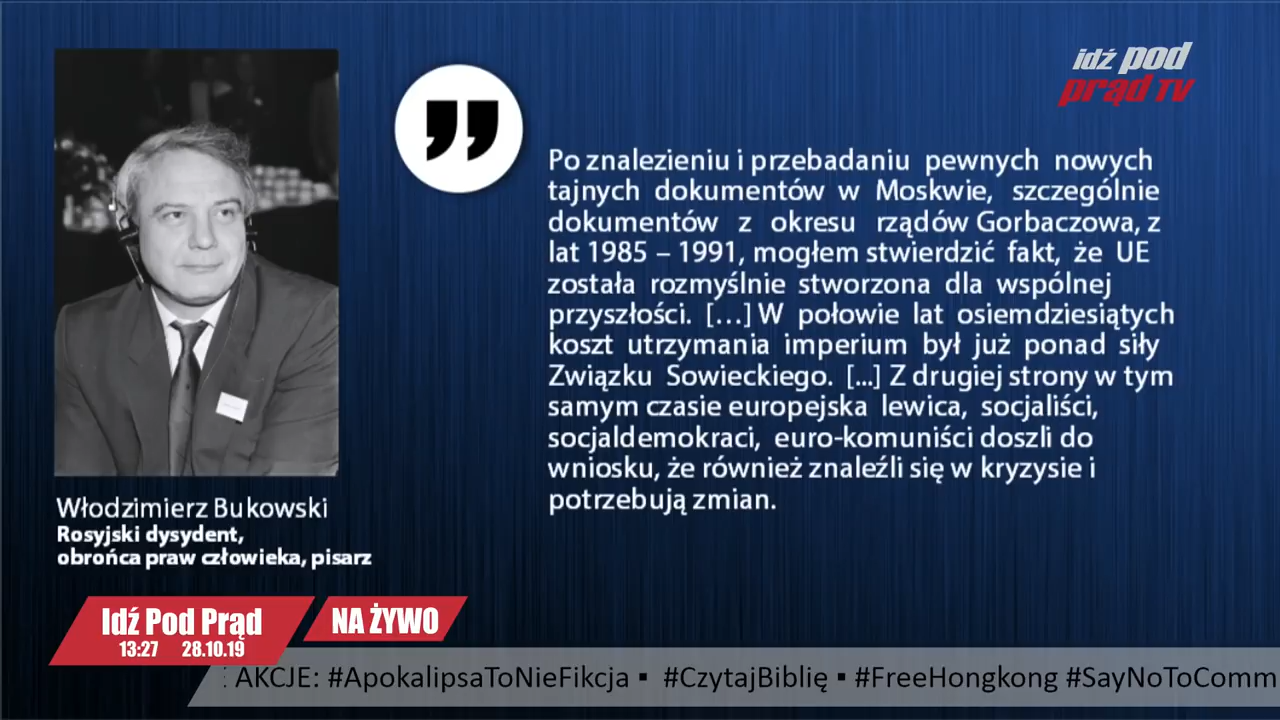 idź pod
prąd TV
Po znalezieniu i przebadaniu pewnych nowych
tajnych dokumentów w Moskwie, szczególnie
dokumentów z okresu rządów Gorbaczowa, z
lat 1985 – 1991, mogłem stwierdzić fakt, że UE
została rozmyślnie stworzona dla wspólnej
przyszłości. [...] W połowie lat osiemdziesiątych
koszt utrzymania imperium był już ponad siły
Związku Sowieckiego. [...] Z drugiej strony w tym
samym czasie europejska lewica, socjaliści,
socjaldemokraci, euro-komuniści doszli do
wniosku, że również znaleźli się w kryzysie i
potrzebują zmian.
Włodzimierz Bukowski
Rosyjski dysydent,
obrońca praw człowieka, pisarz
Idź Pod Prąd
13:27 28.10.19
NA ŻYWO
AKCJE: #ApokalipsaToNieFikcja ▪ #CzytajBiblię ▪ #FreeHongkong #SayNoToComm